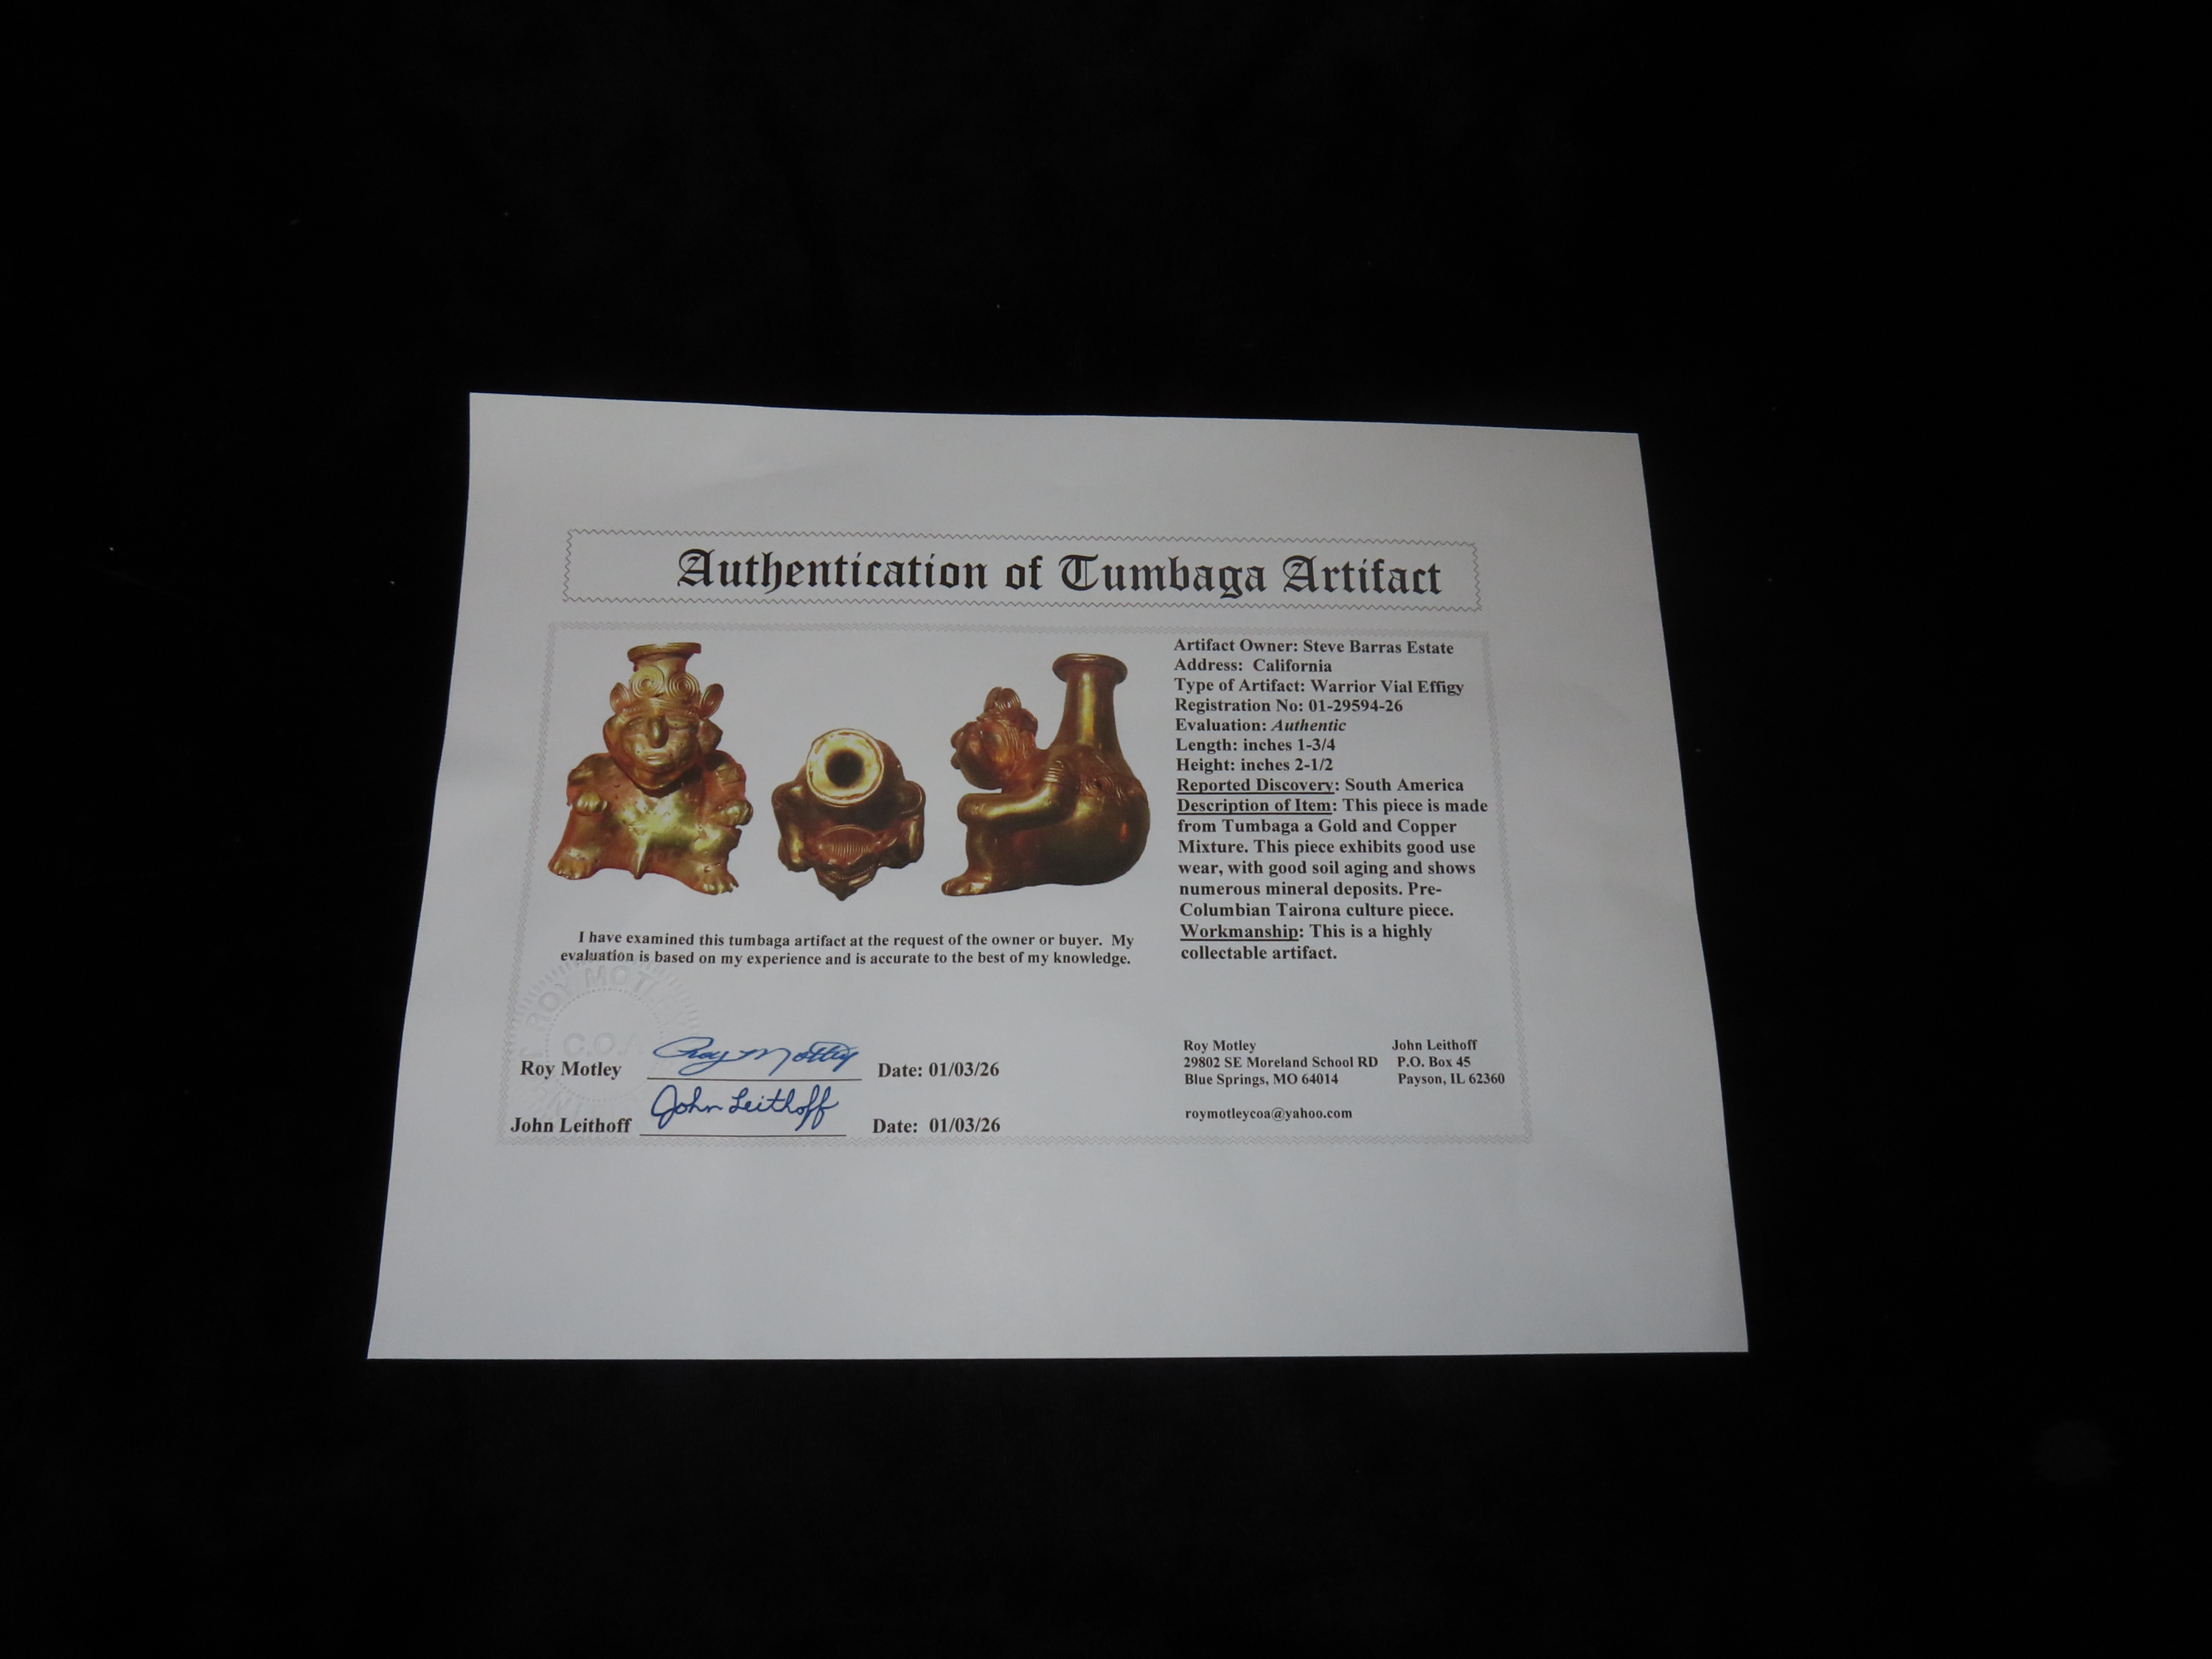 Authentication of Tumbaga Artifact
Artifact Owner: Steve Barras Estate
Address: California
Type of Artifact: Warrior Vial Effigy
Registration No: 01-29594-26
Evaluation: Authentic
Length: inches 1-3/4
Height: inches 2-1/2
Reported Discovery: South America
Description of Item: This piece is made
from Tumbaga a Gold and Copper
Mixture. This piece exhibits good use
wear, with good soil aging and shows
numerous mineral deposits. Pre-
Columbian Tairona culture piece.
Workmanship: This is a highly
collectable artifact.
I have examined this tumbaga artifact at the request of the owner or buyer. My
evaluation is based on my experience and is accurate to the best of my knowledge.
ROY MOTLEY
C.O.A
Roy Motley Roy Motley Date: 01/03/26
John Leithoff John Leithoff Date: 01/03/26
Roy Motley
29802 SE Moreland School RD
Blue Springs, MO 64014
roymotleycoa@yahoo.com
John Leithoff
P.O. Box 45
Payson, IL 62360